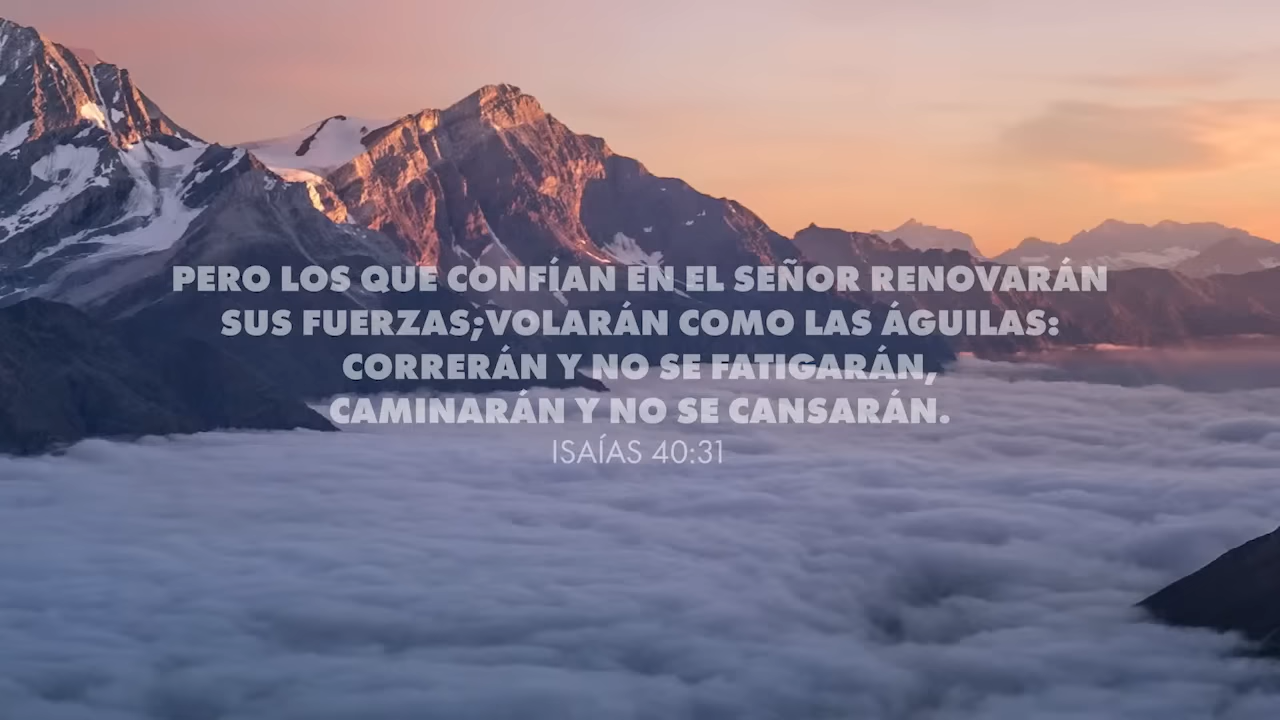 PERO LOS QUE CONFÍAN EN EL SEÑOR RENOVARÁN
SUS FUERZAS;VOLARÁN COMO LAS ÁGUILAS:
CORRERÁN Y NO SE FATIGARÁN,
CAMINARÁN Y NO SE CANSARÁN.
ISAÍAS 40:31